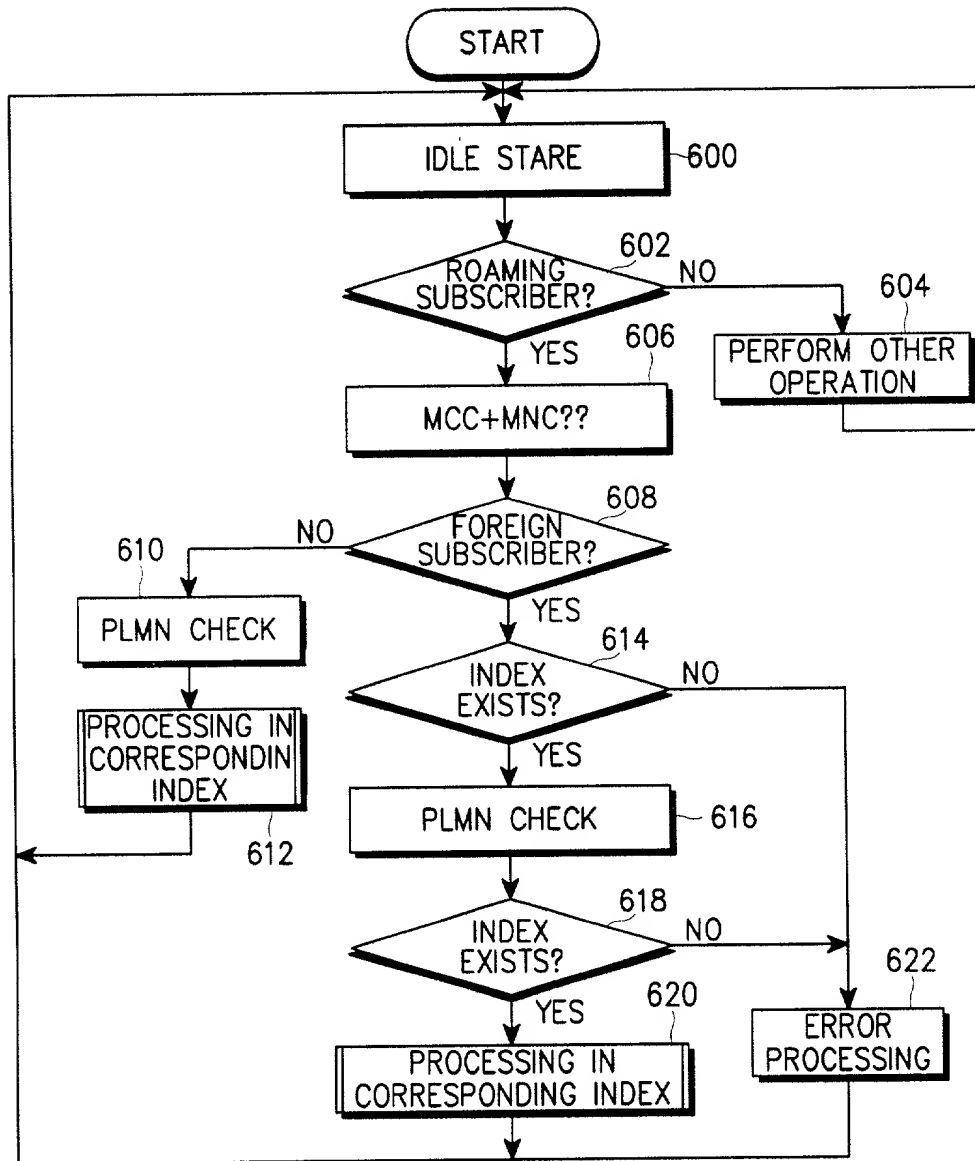 START
IDLE STARE
600
602
ROAMING
SUBSCRIBER?
NO
YES
604
PERFORM OTHER
OPERATION
606
MCC+MNC??
608
FOREIGN
SUBSCRIBER?
NO
YES
610
PLMN CHECK
614
INDEX
EXISTS?
NO
YES
PROCESSING IN
CORRESPONDIN
INDEX
612
PLMN CHECK
616
618
INDEX
EXISTS?
NO
YES
620
PROCESSING IN
CORRESPONDING INDEX
622
ERROR
PROCESSING